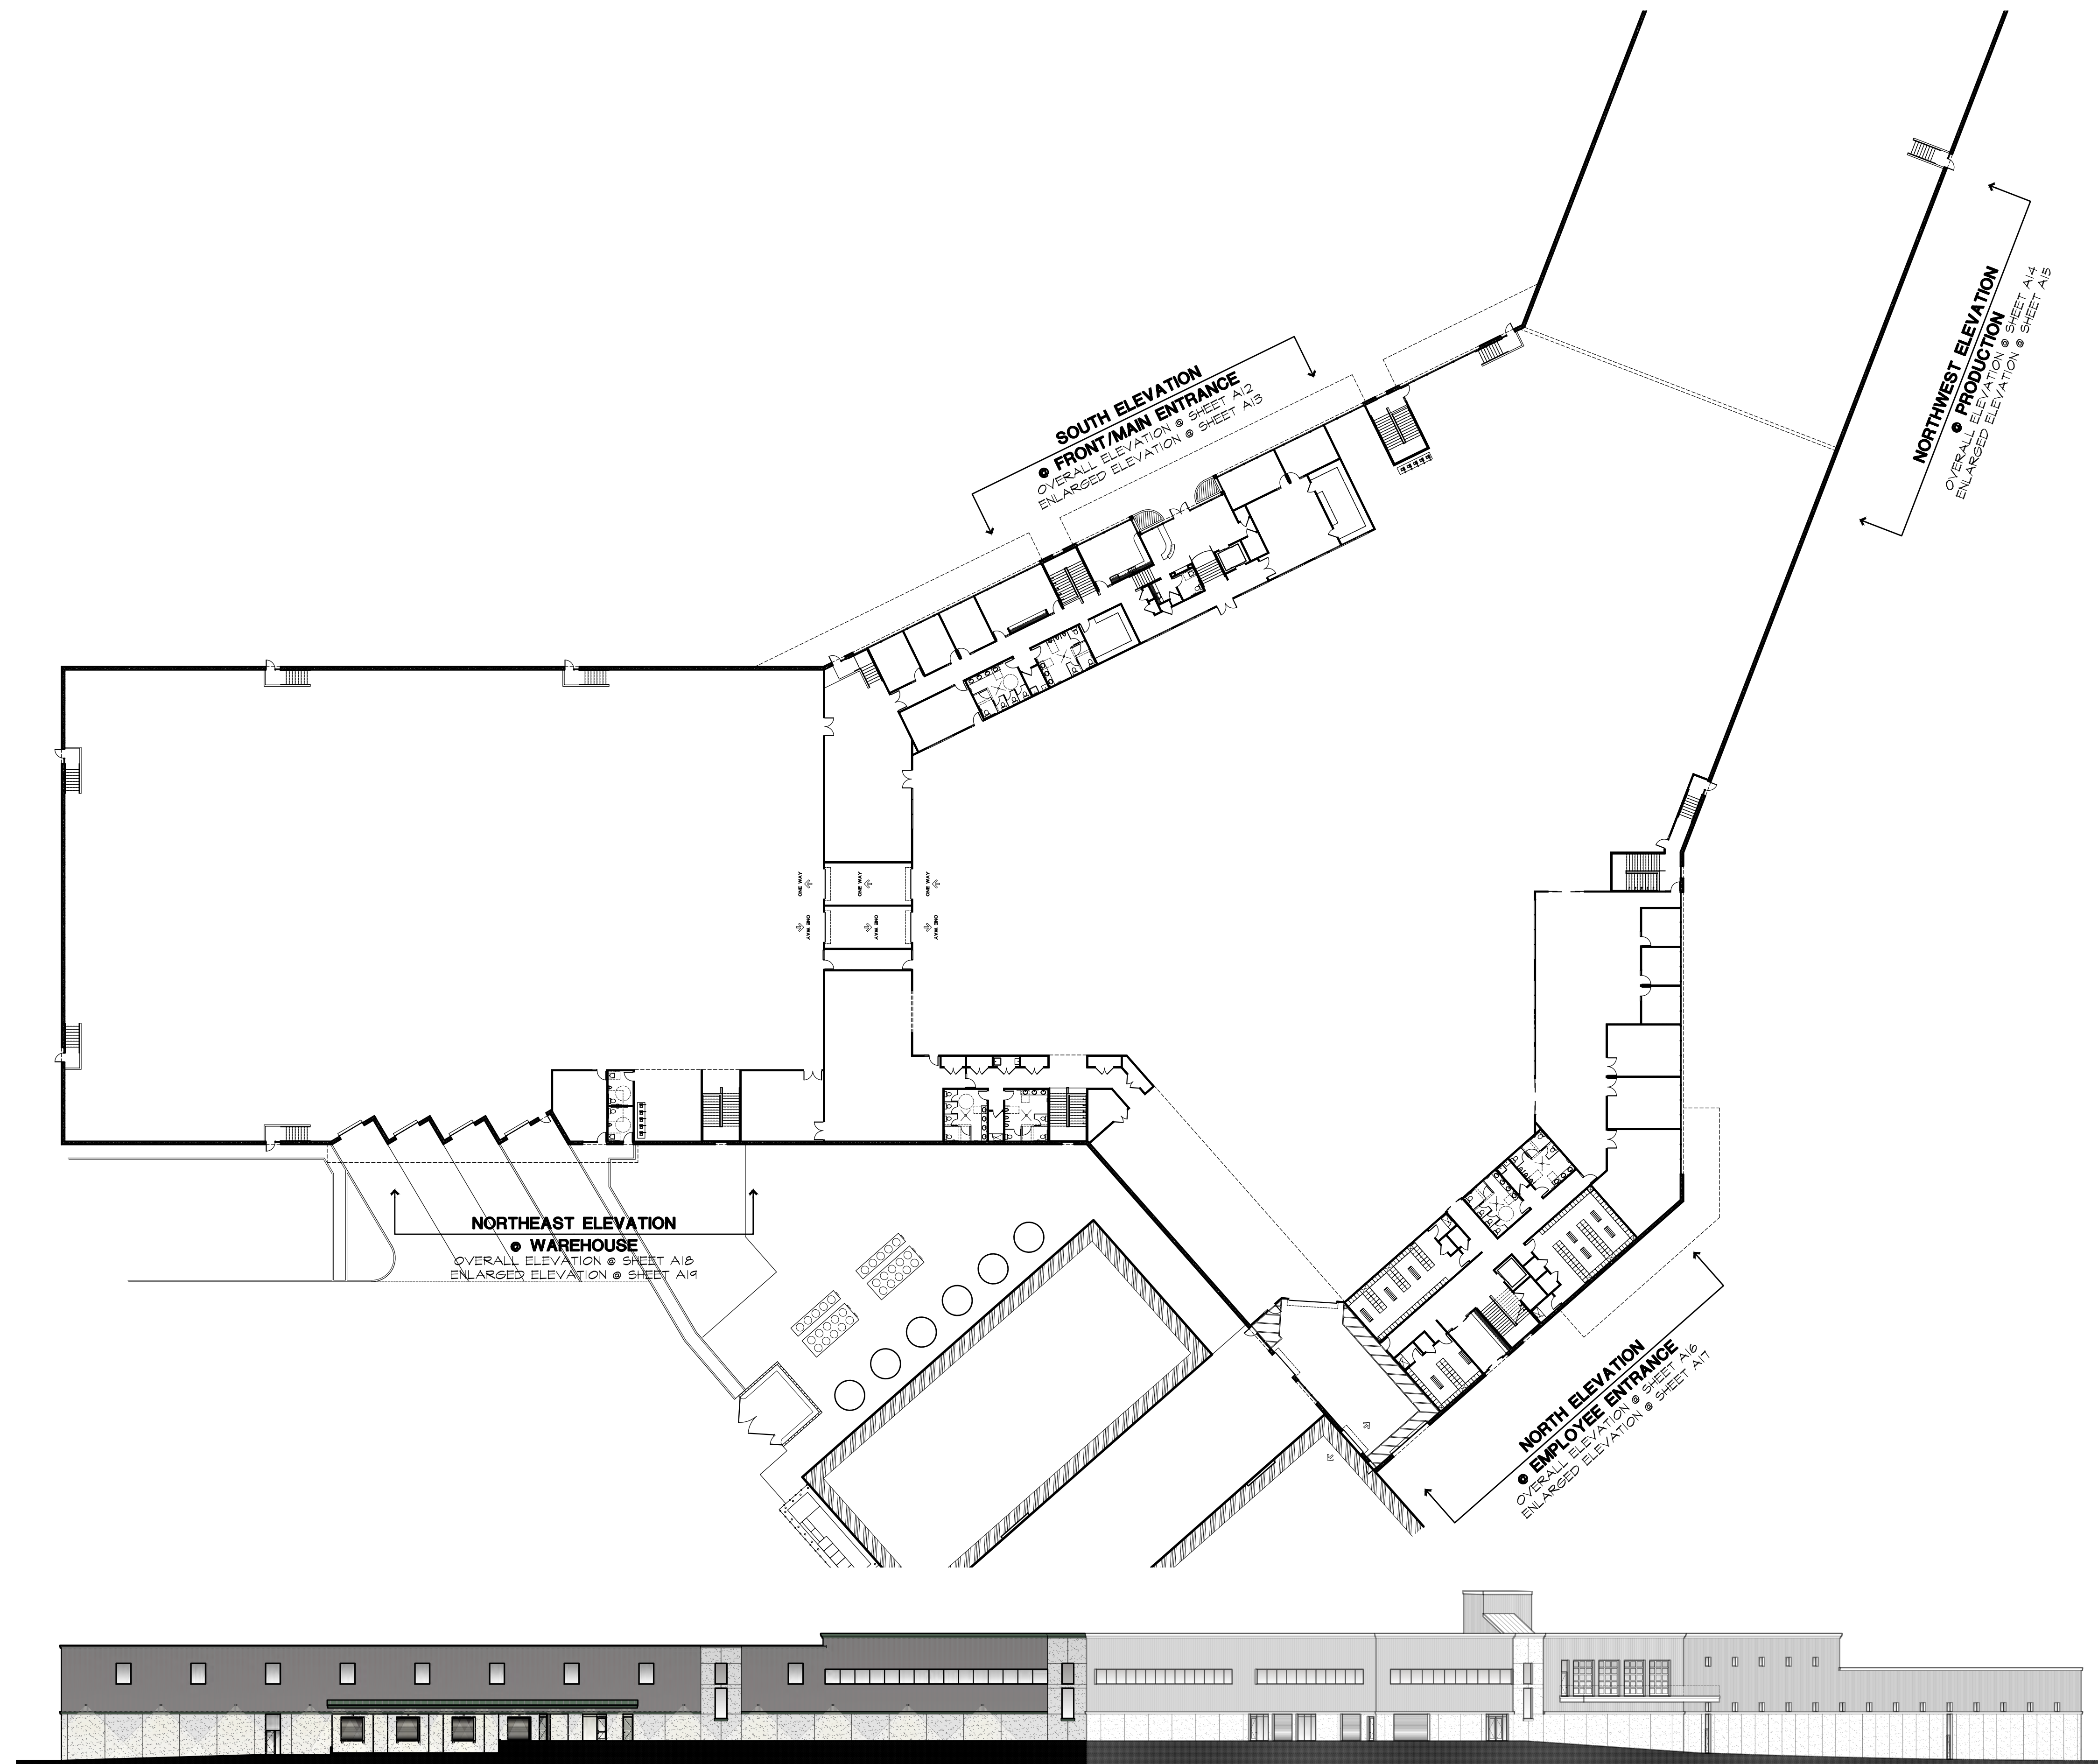 SOUTH ELEVATION
@ FRONT/MAIN ENTRANCE
OVERALL ELEVATION @ SHEET A12
ENLARGED ELEVATION @ SHEET A13
NORTHWEST ELEVATION
@ PRODUCTION
OVERALL ELEVATION @ SHEET A14
ENLARGED ELEVATION @ SHEET A15
ONE WAY
ONE WAY
ONE WAY
ONE WAY
ONE WAY
ONE WAY
NORTHEAST ELEVATION
@ WAREHOUSE
OVERALL ELEVATION @ SHEET A18
ENLARGED ELEVATION @ SHEET A19
NORTH ELEVATION
@ EMPLOYEE ENTRANCE
OVERALL ELEVATION @ SHEET A16
ENLARGED ELEVATION @ SHEET A17